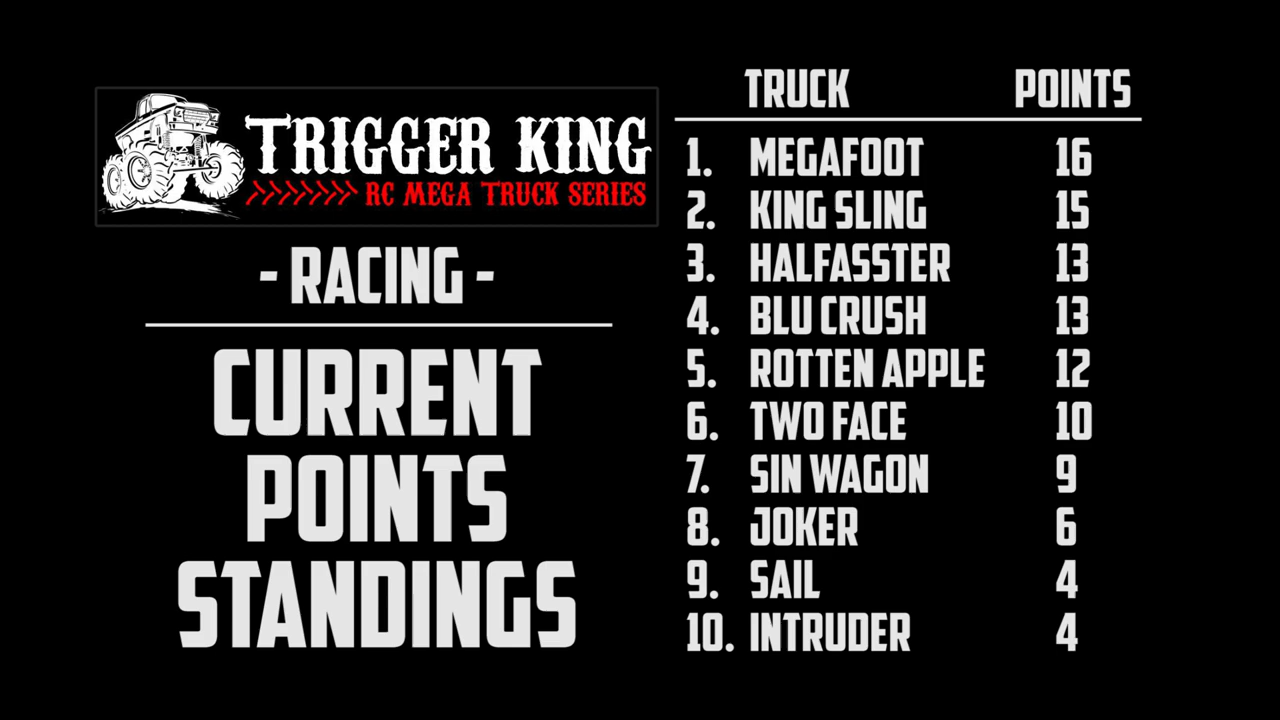 TRIGGER KING
RC MEGA TRUCK SERIES
- RACING -
CURRENT
POINTS
STANDINGS
TRUCK POINTS
1. MEGAFOOT 16
2. KING SLING 15
3. HALFASSTER 13
4. BLU CRUSH 13
5. ROTTEN APPLE 12
6. TWO FACE 10
7. SIN WAGON 9
8. JOKER 6
9. SAIL 4
10. INTRUDER 4